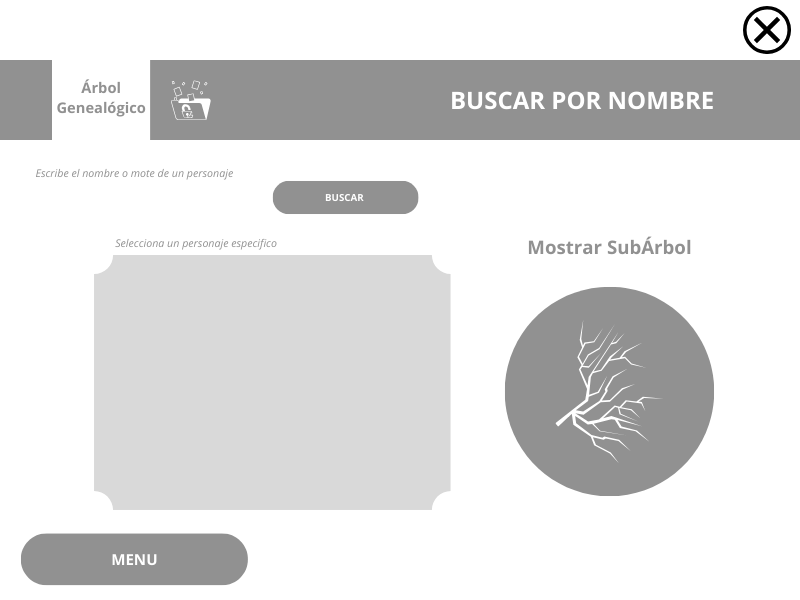 Árbol
Genealógico
BUSCAR POR NOMBRE
Escribe el nombre o mote de un personaje
BUSCAR
Selecciona un personaje especifico
Mostrar SubÁrbol
MENU